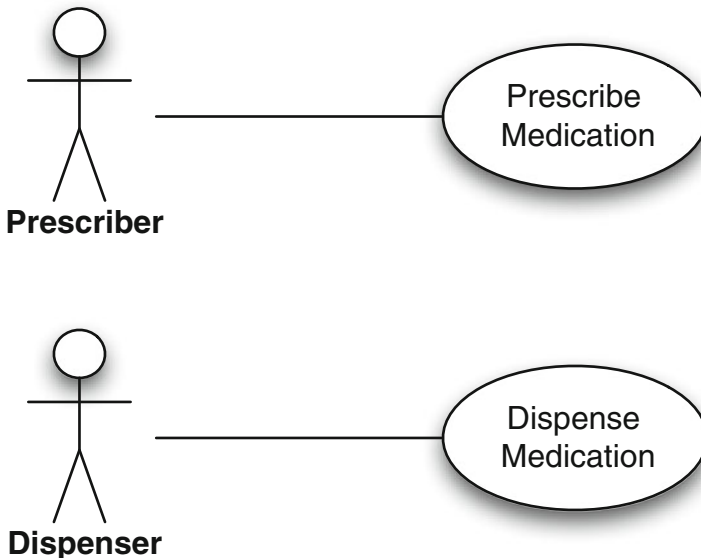 Prescribe
Medication
Prescriber
Dispense
Medication
Dispenser